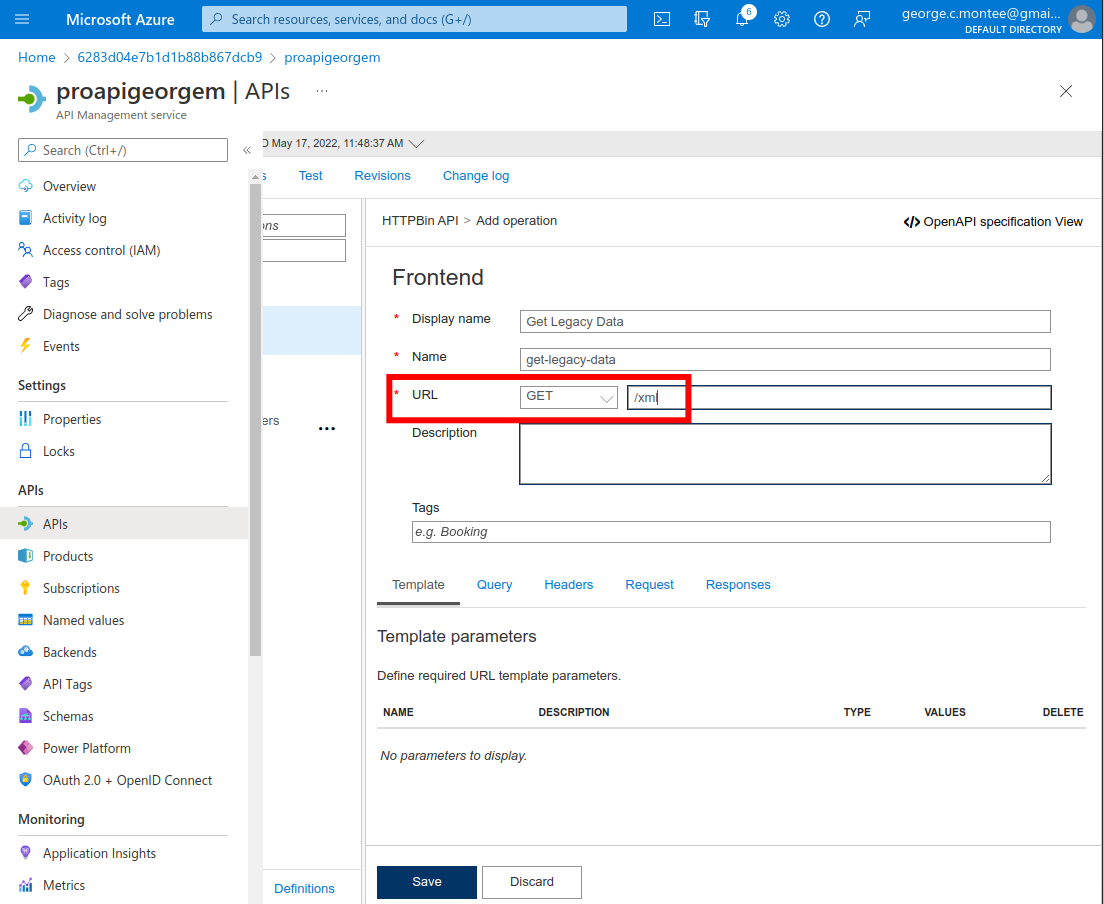 Microsoft Azure
Search resources, services, and docs (G+/)
6
george.c.montee@gmai...
DEFAULT DIRECTORY
Home > 6283d04e7b1d1b88b867dcb9 > proapigeorgem
proapigeorgem | APIs ...
API Management service
Search (Ctrl+/)
«
Overview
Activity log
Access control (IAM)
Tags
Diagnose and solve problems
Events
Settings
Properties
Locks
APIs
APIs
Products
Subscriptions
Named values
Backends
API Tags
Schemas
Power Platform
OAuth 2.0 + OpenID Connect
Monitoring
Application Insights
Metrics
May 17, 2022, 11:48:37 AM
s Test Revisions Change log
ons
ers
...
Definitions
HTTPBin API > Add operation
</> OpenAPI specification View
Frontend
* Display name Get Legacy Data
* Name get-legacy-data
* URL GET /xml
Description
Tags
e.g. Booking
Template Query Headers Request Responses
Template parameters
Define required URL template parameters.
NAME DESCRIPTION TYPE VALUES DELETE
No parameters to display.
Save Discard